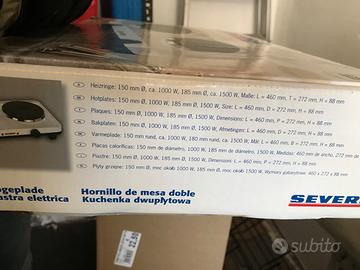 Heizringe: 150 mm Ø, ca. 1000 W, 185 mm Ø, ca. 1500 W, Maße: L = 460 mm, T = 272 mm, H = 88 mm
Hotplates: 150 mm Ø, 1000 W, 185 mm Ø, 1500 W, Size: L = 460 mm, D = 272 mm, H = 88 mm
Plaques: 150 mm Ø, 1000 W, 185 mm Ø, 1500 W, Dimensions: L = 460 mm, P = 272 mm, H = 88 mm
Bakplaten: 150 mm Ø, 1000 W, 185 mm Ø, 1500 W, Afmetingen: L = 460 mm, D = 272 mm, H = 88 mm
Varmeplade: 150 mm rund, 1000 W, 180 mm rund, ca. 1500 W, Mål: L = 460 mm, B = 272 mm, H = 88 mm
Placas caloríficas: 150 mm de diámetro, 1000 W, 185 mm de diámetro, 1500 W, Medidas: 460 mm de ancho, 272 mm de
Piastre: 150 mm Ø, 1000 W, 185 mm Ø, 1500 W, Dimensioni: L = 460 mm, P = 272 mm, H = 88 mm
Płyty grzejne: 150 mm Ø, moc około 1000 W, 185 mm Ø, moc około 1500 W, Wymiary gabarytowe: 460 x 272 x 88 mm
ogeplade
astra elettrica
Hornillo de mesa doble
Kuchenka dwupłytowa
SEVER
subito